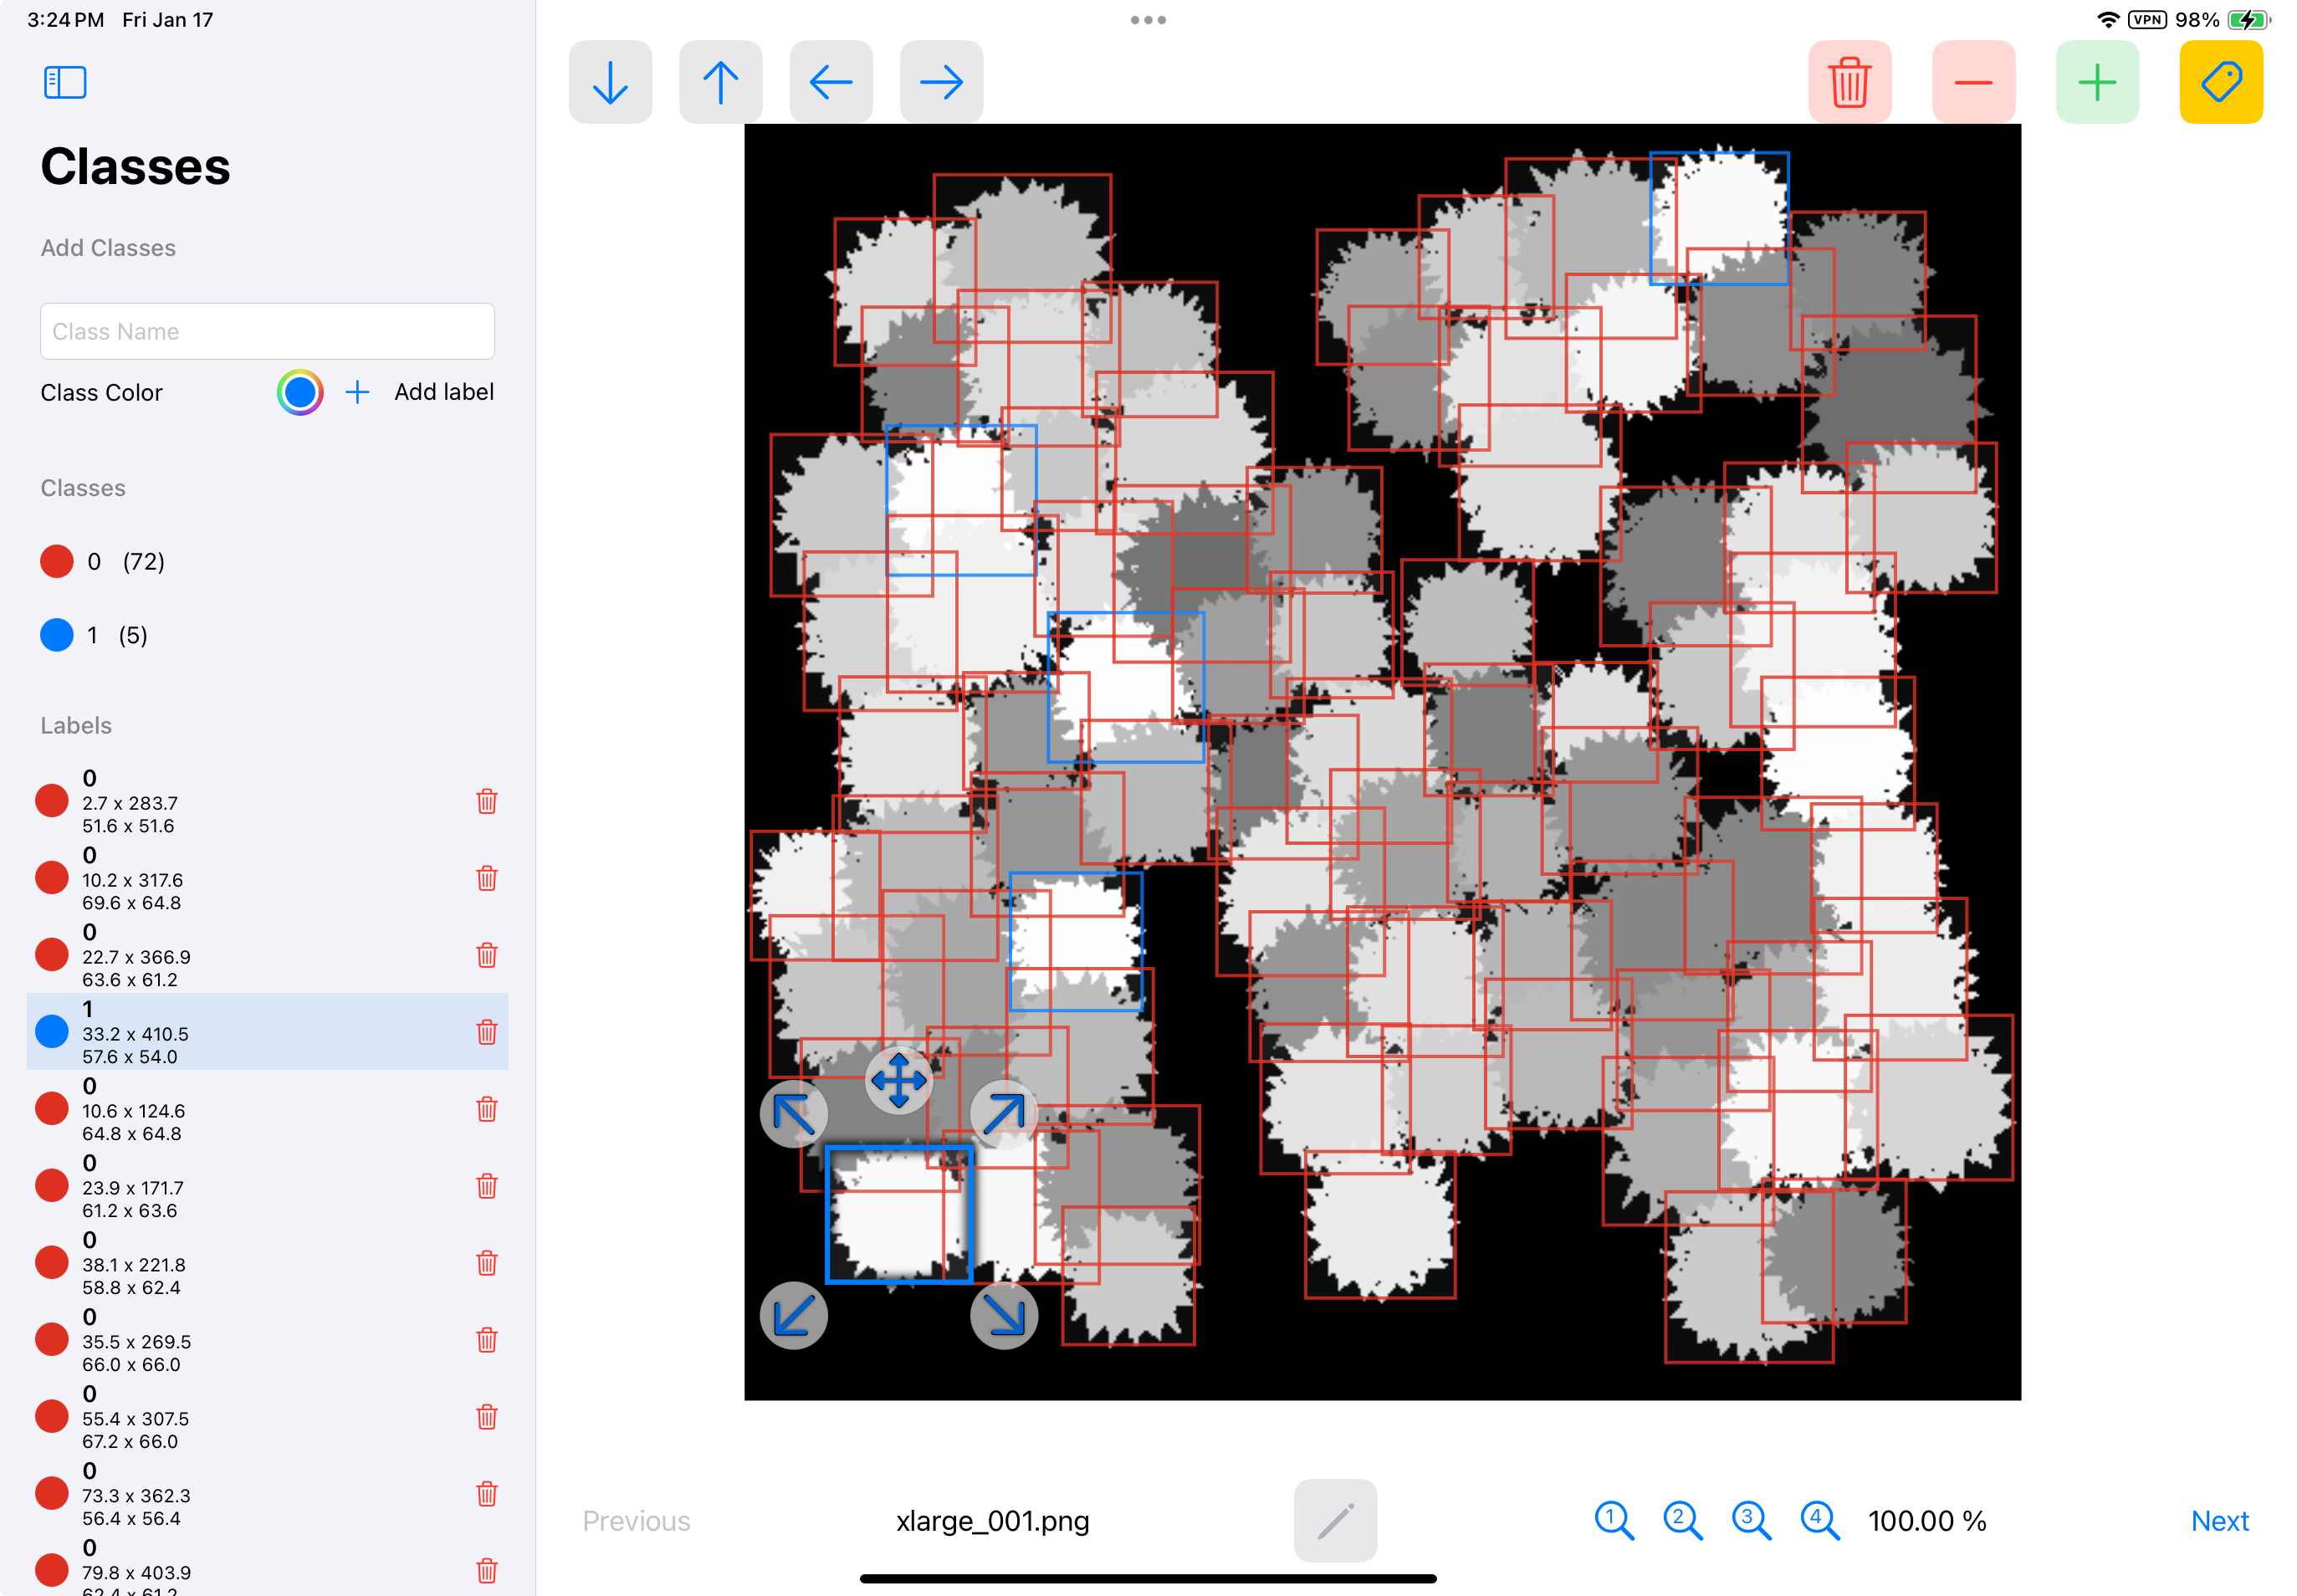 3:24 PM Fri Jan 17
VPN 98%
Classes
Add Classes
Class Name
Class Color
Add label
Classes
0 (72)
1 (5)
Labels
0
2.7 x 283.7
51.6 x 51.6
0
10.2 x 317.6
69.6 x 64.8
0
22.7 x 366.9
63.6 x 61.2
1
33.2 x 410.5
57.6 x 54.0
0
10.6 x 124.6
64.8 x 64.8
0
23.9 x 171.7
61.2 x 63.6
0
38.1 x 221.8
58.8 x 62.4
0
35.5 x 269.5
66.0 x 66.0
0
55.4 x 307.5
67.2 x 66.0
0
73.3 x 362.3
56.4 x 56.4
0
79.8 x 403.9
62.4 x 61.2
Previous
xlarge_001.png
1 2 3 4
100.00 %
Next